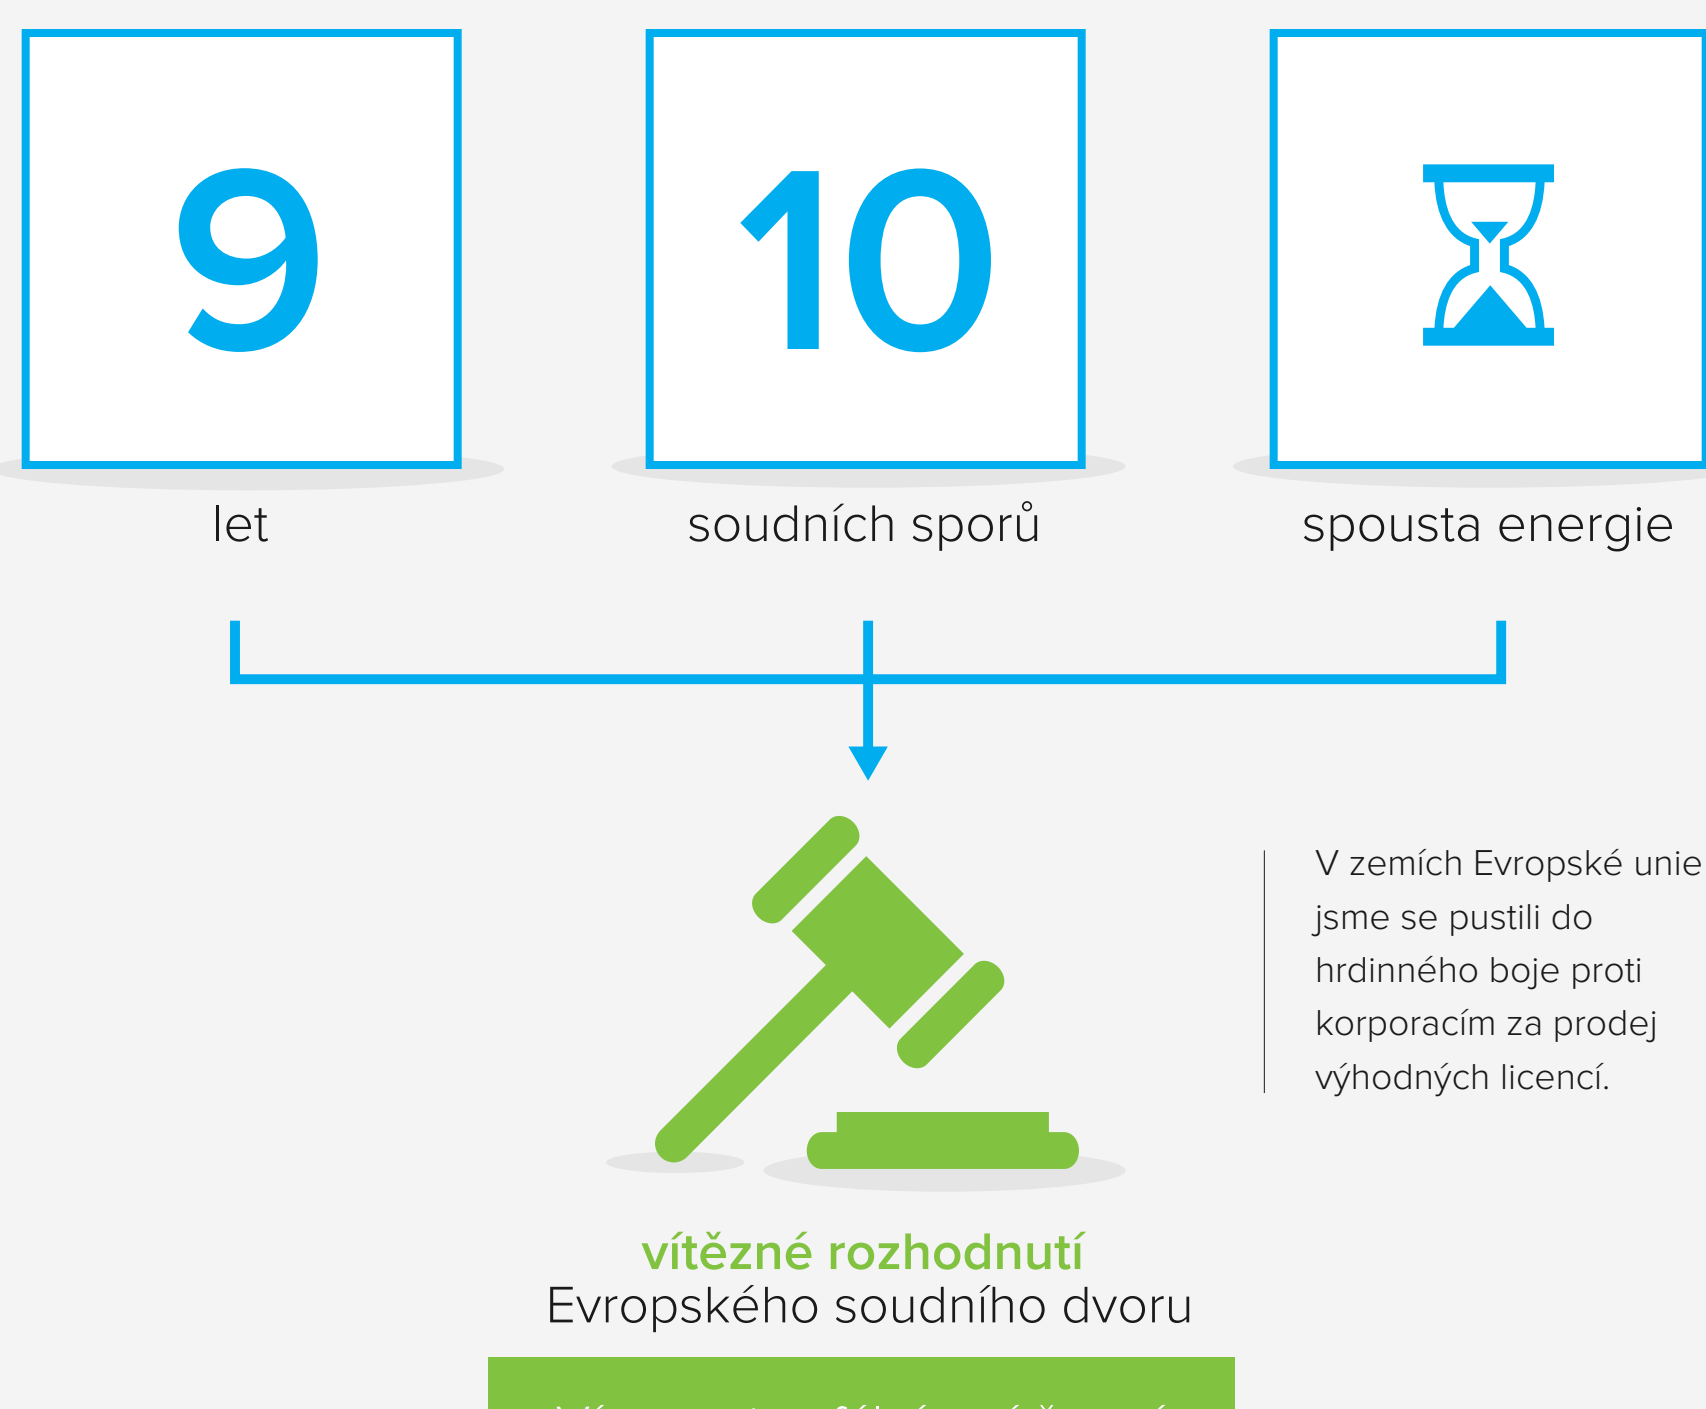 9
10
let
soudních sporů
spousta energie
V zemích Evropské unie
jsme se pustili do
hrdinného boje proti
korporacím za prodej
výhodných licencí.
vítězné rozhodnutí
Evropského soudního dvoru